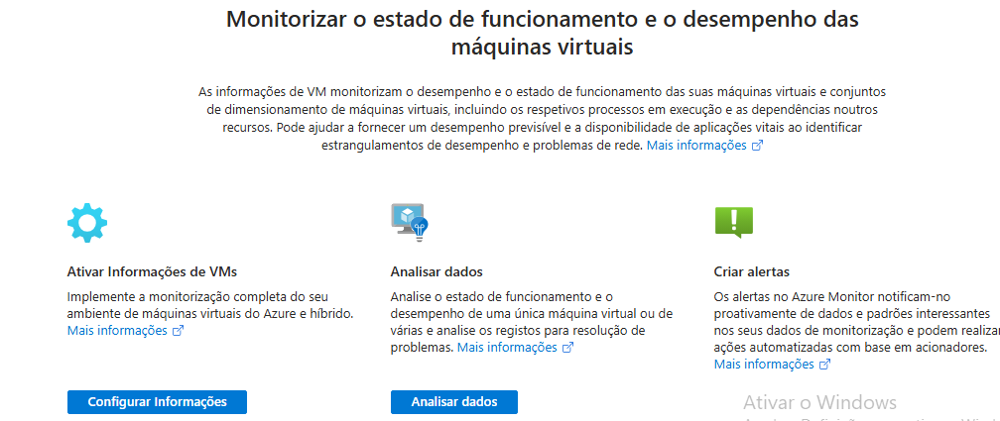 Monitorizar o estado de funcionamento e o desempenho das
máquinas virtuais
As informações de VM monitorizam o desempenho e o estado de funcionamento das suas máquinas virtuais e conjuntos
de dimensionamento de máquinas virtuais, incluindo os respetivos processos em execução e as dependências noutros
recursos. Pode ajudar a fornecer um desempenho previsível e a disponibilidade de aplicações vitais ao identificar
estrangulamentos de desempenho e problemas de rede. Mais informações
Ativar Informações de VMs
Implemente a monitorização completa do seu
ambiente de máquinas virtuais do Azure e híbrido.
Mais informações
Configurar Informações
Analisar dados
Analise o estado de funcionamento e o
desempenho de uma única máquina virtual ou de
várias e analise os registos para resolução de
problemas. Mais informações
Analisar dados
Criar alertas
Os alertas no Azure Monitor notificam-no
proativamente de dados e padrões interessantes
nos seus dados de monitorização e podem realizar
ações automatizadas com base em acionadores.
Mais informações
Ativar o Windows